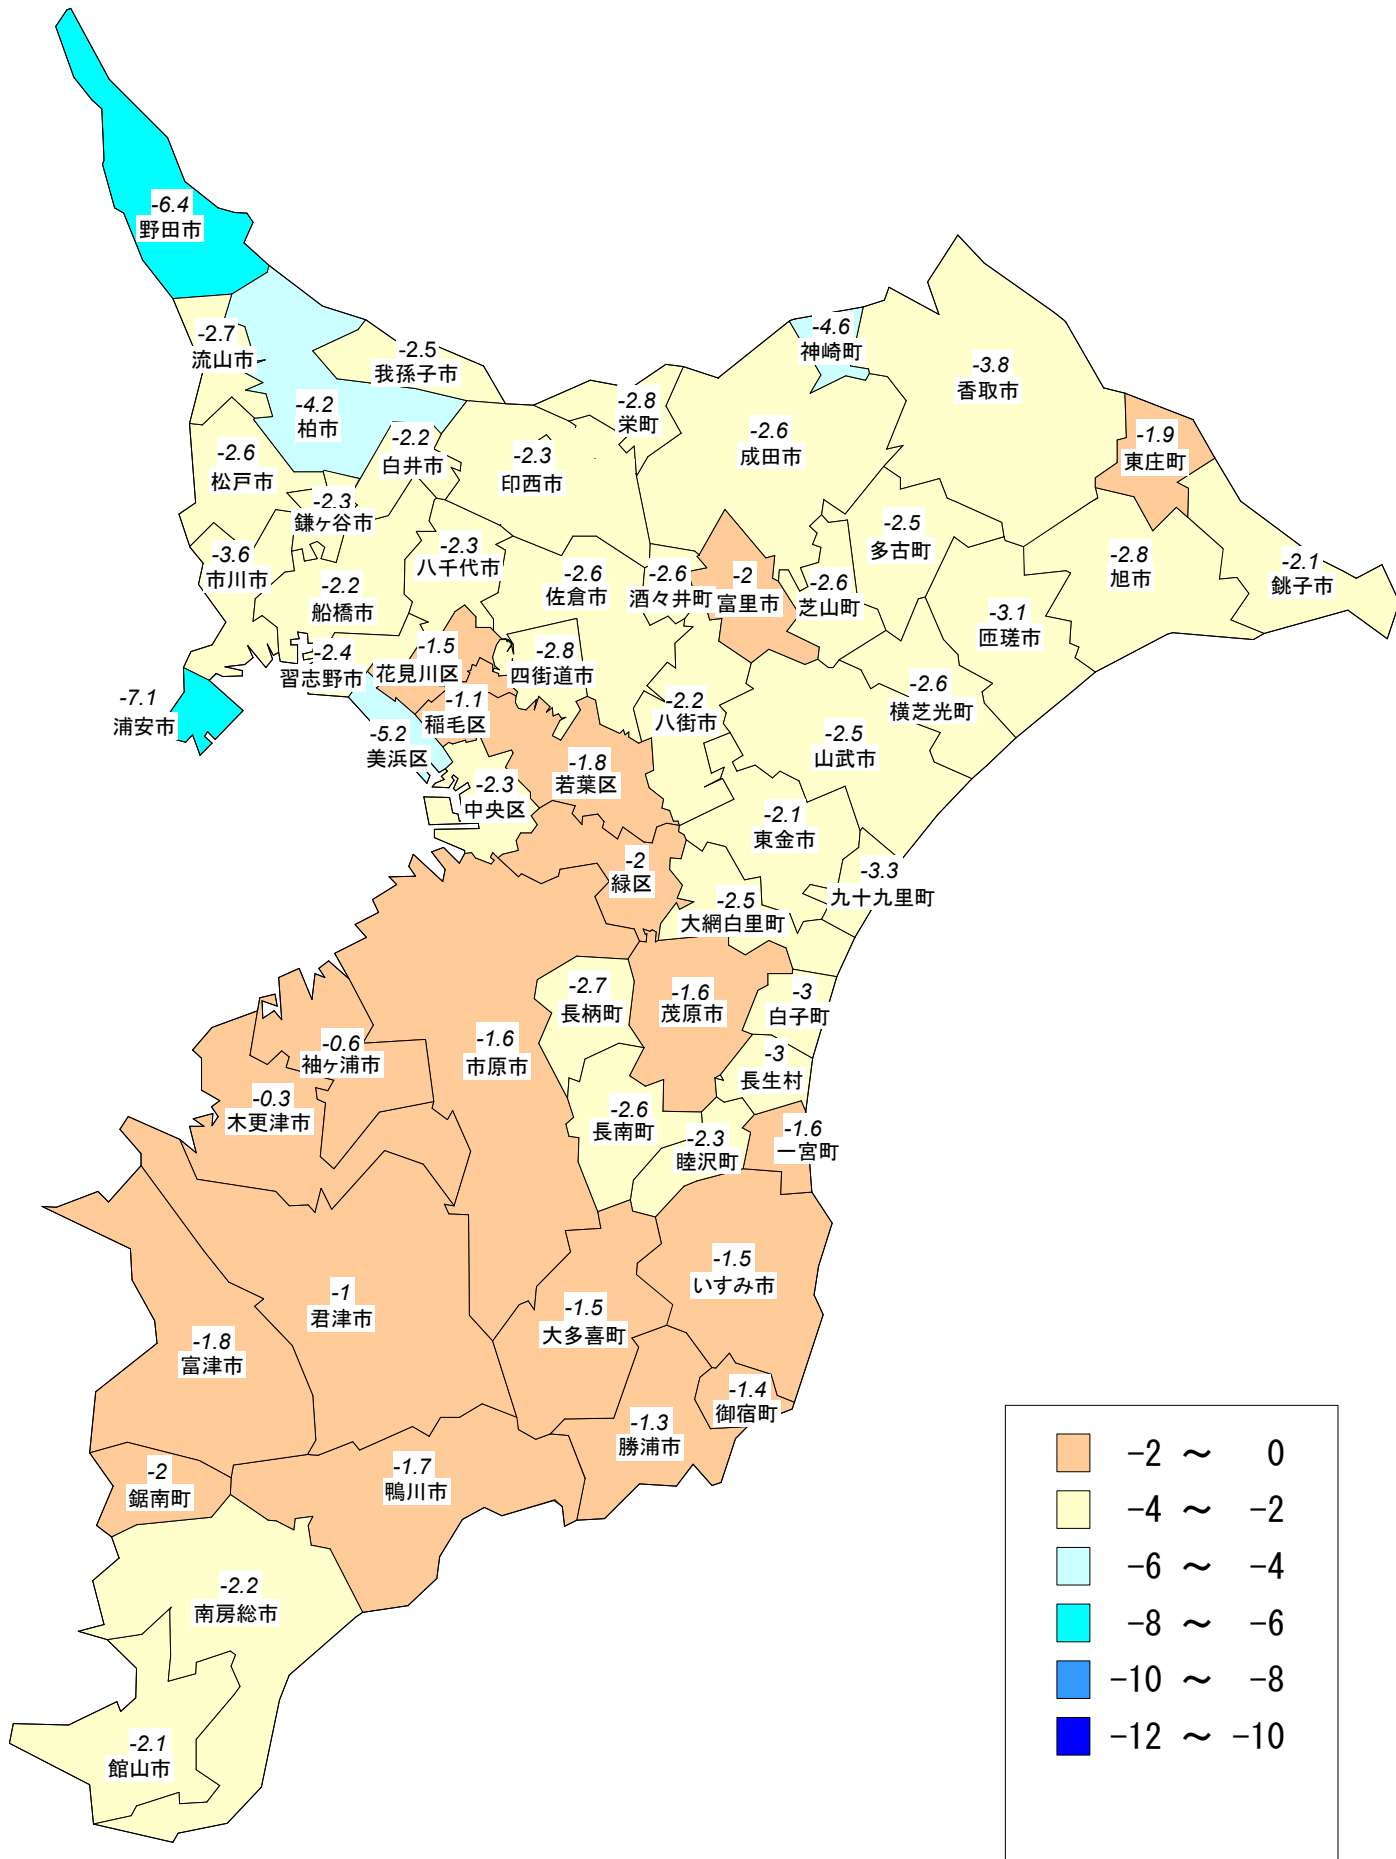 -6.4
野田市
-2.7
流山市
-2.5
我孫子市
-4.2
柏市
-2.6
松戸市
-2.2
白井市
-2.3
印西市
-2.8
栄町
-2.6
成田市
-4.6
神崎町
-3.8
香取市
-1.9
東庄町
-2.3
鎌ヶ谷市
-3.6
市川市
-2.2
船橋市
-2.3
八千代市
-2.6
佐倉市
-2.6
酒々井町
-2
富里市
-2.6
芝山町
-2.5
多古町
-3.1
匝瑳市
-2.8
旭市
-2.1
銚子市
-7.1
浦安市
-2.4
習志野市
-1.5
花見川区
-1.1
稲毛区
-5.2
美浜区
-2.8
四街道市
-2.2
八街市
-2.6
横芝光町
-2.5
山武市
-2.3
中央区
-1.8
若葉区
-2.1
東金市
-2
緑区
-2.5
大網白里町
-3.3
九十九里町
-2.7
長柄町
-1.6
茂原市
-3
白子町
-3
長生村
-0.6
袖ヶ浦市
-1.6
市原市
-0.3
木更津市
-2.6
長南町
-2.3
睦沢町
-1.6
一宮町
-1
君津市
-1.5
いすみ市
-1.5
大多喜町
-1.8
富津市
-1.4
御宿町
-1.3
勝浦市
-2
鋸南町
-1.7
鴨川市
-2.2
南房総市
-2.1
館山市
-2 ～ 0
-4 ～ -2
-6 ～ -4
-8 ～ -6
-10 ～ -8
-12 ～ -10